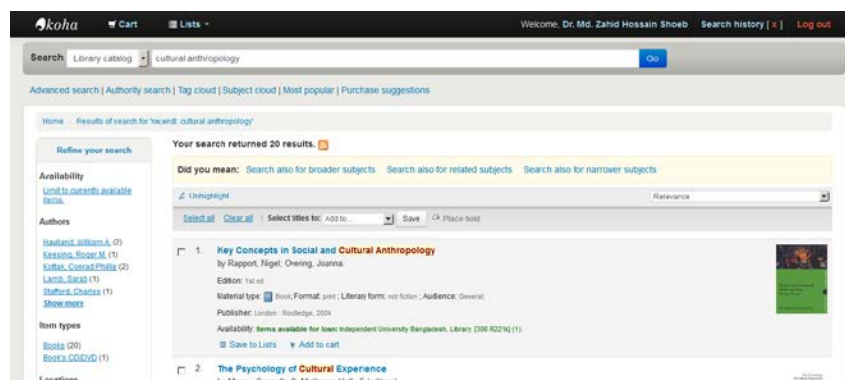 koha Cart Lists Welcome, Dr. Md. Zahid Hossain Shoeb Search history [x] Log out
Search Library catalog cultural anthropology Go
Advanced search | Authority search | Tag cloud | Subject cloud | Most popular | Purchase suggestions
Home Results of search for 'kw,wrdl: cultural anthropology'
Refine your search
Availability
Limit to currently available
items.
Authors
Haviland, William A. (2)
Keesing, Roger M. (1)
Kottak, Conrad Phillip (2)
Lamb, Sarah (1)
Stafford, Charles (1)
Show more
Item types
Books (20)
Book's CD/DVD (1)
Locations
Your search returned 20 results.
Did you mean: Search also for broader subjects Search also for related subjects Search also for narrower subjects
Unhighlight Relevance
Select all Clear all | Select titles to: Add to... Save Place hold
1. Key Concepts in Social and Cultural Anthropology
by Rapport, Nigel; Overing, Joanna.
Edition: 1st ed.
Material type: Book; Format: print ; Literary form: not fiction ; Audience: General;
Publisher: London : Routledge, 2004
Availability: Items available for loan: Independent University Bangladesh, Library [306 R221k] (1).
Save to Lists Add to cart
2. The Psychology of Cultural Experience